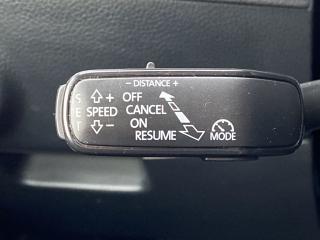 - DISTANCE +
+ OFF
SPEED CANCEL
- ON
RESUME
MODE